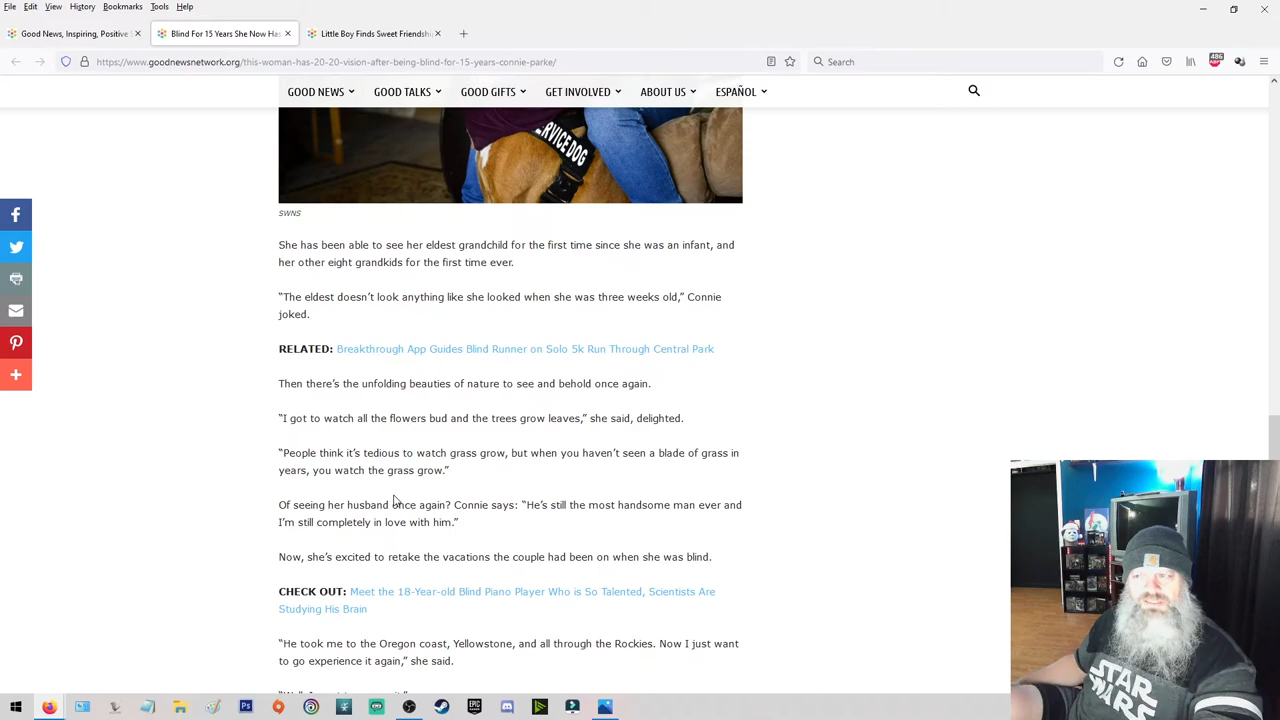 File Edit View History Bookmarks Tools Help
Good News, Inspiring, Positive
Blind For 15 Years She Now Has
Little Boy Finds Sweet Friendship
https://www.goodnewsnetwork.org/this-woman-has-20-20-vision-after-being-blind-for-15-years-connie-parke/
Search
486
GOOD NEWS GOOD TALKS GOOD GIFTS GET INVOLVED ABOUT US ESPAÑOL
SERVICE DOG
SWNS
She has been able to see her eldest grandchild for the first time since she was an infant, and
her other eight grandkids for the first time ever.
“The eldest doesn’t look anything like she looked when she was three weeks old,” Connie
joked.
RELATED: Breakthrough App Guides Blind Runner on Solo 5k Run Through Central Park
Then there’s the unfolding beauties of nature to see and behold once again.
“I got to watch all the flowers bud and the trees grow leaves,” she said, delighted.
“People think it’s tedious to watch grass grow, but when you haven’t seen a blade of grass in
years, you watch the grass grow.”
Of seeing her husband once again? Connie says: “He’s still the most handsome man ever and
I’m still completely in love with him.”
Now, she’s excited to retake the vacations the couple had been on when she was blind.
CHECK OUT: Meet the 18-Year-old Blind Piano Player Who is So Talented, Scientists Are
Studying His Brain
“He took me to the Oregon coast, Yellowstone, and all through the Rockies. Now I just want
to go experience it again,” she said.
STAR
WARS